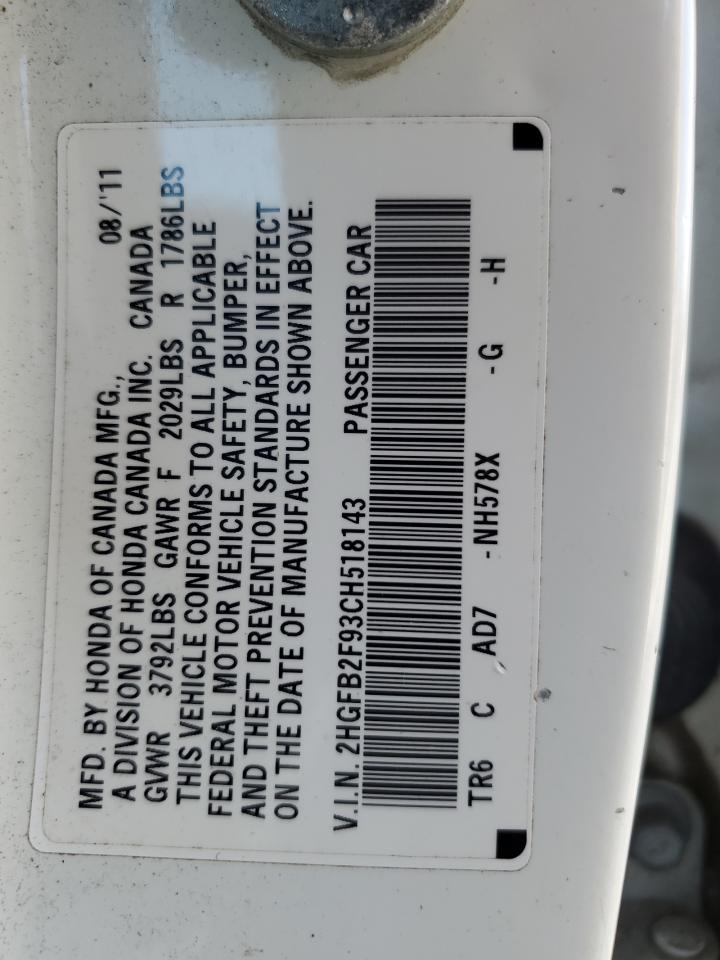 MFD. BY HONDA OF CANADA MFG., 08/'11
A DIVISION OF HONDA CANADA INC. CANADA
GVWR 3792LBS GAWR F 2029LBS R 1786LBS
THIS VEHICLE CONFORMS TO ALL APPLICABLE
FEDERAL MOTOR VEHICLE SAFETY, BUMPER,
AND THEFT PREVENTION STANDARDS IN EFFECT
ON THE DATE OF MANUFACTURE SHOWN ABOVE.
V.I.N. 2HGFB2F93CH518143 PASSENGER CAR
TR6 C AD7 -NH578X -G -H